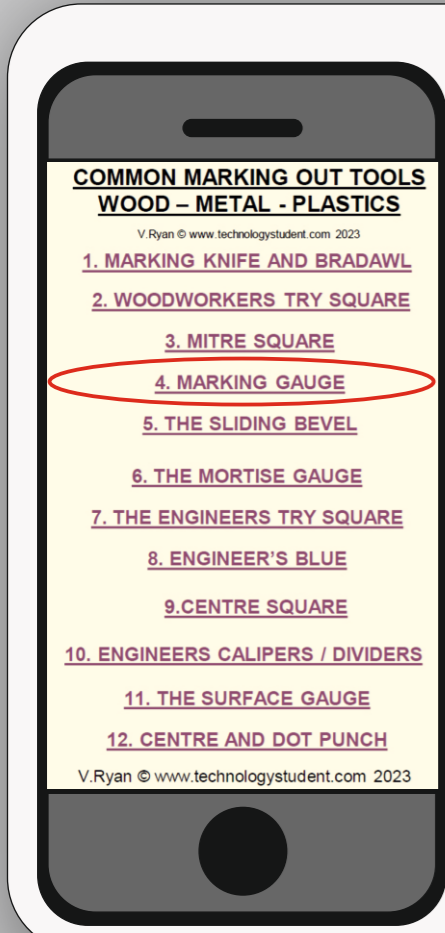 COMMON MARKING OUT TOOLS
WOOD – METAL - PLASTICS
V.Ryan © www.technologystudent.com 2023
1. MARKING KNIFE AND BRADAWL
2. WOODWORKERS TRY SQUARE
3. MITRE SQUARE
4. MARKING GAUGE
5. THE SLIDING BEVEL
6. THE MORTISE GAUGE
7. THE ENGINEERS TRY SQUARE
8. ENGINEER'S BLUE
9.CENTRE SQUARE
10. ENGINEERS CALIPERS / DIVIDERS
11. THE SURFACE GAUGE
12. CENTRE AND DOT PUNCH
V.Ryan © www.technologystudent.com 2023